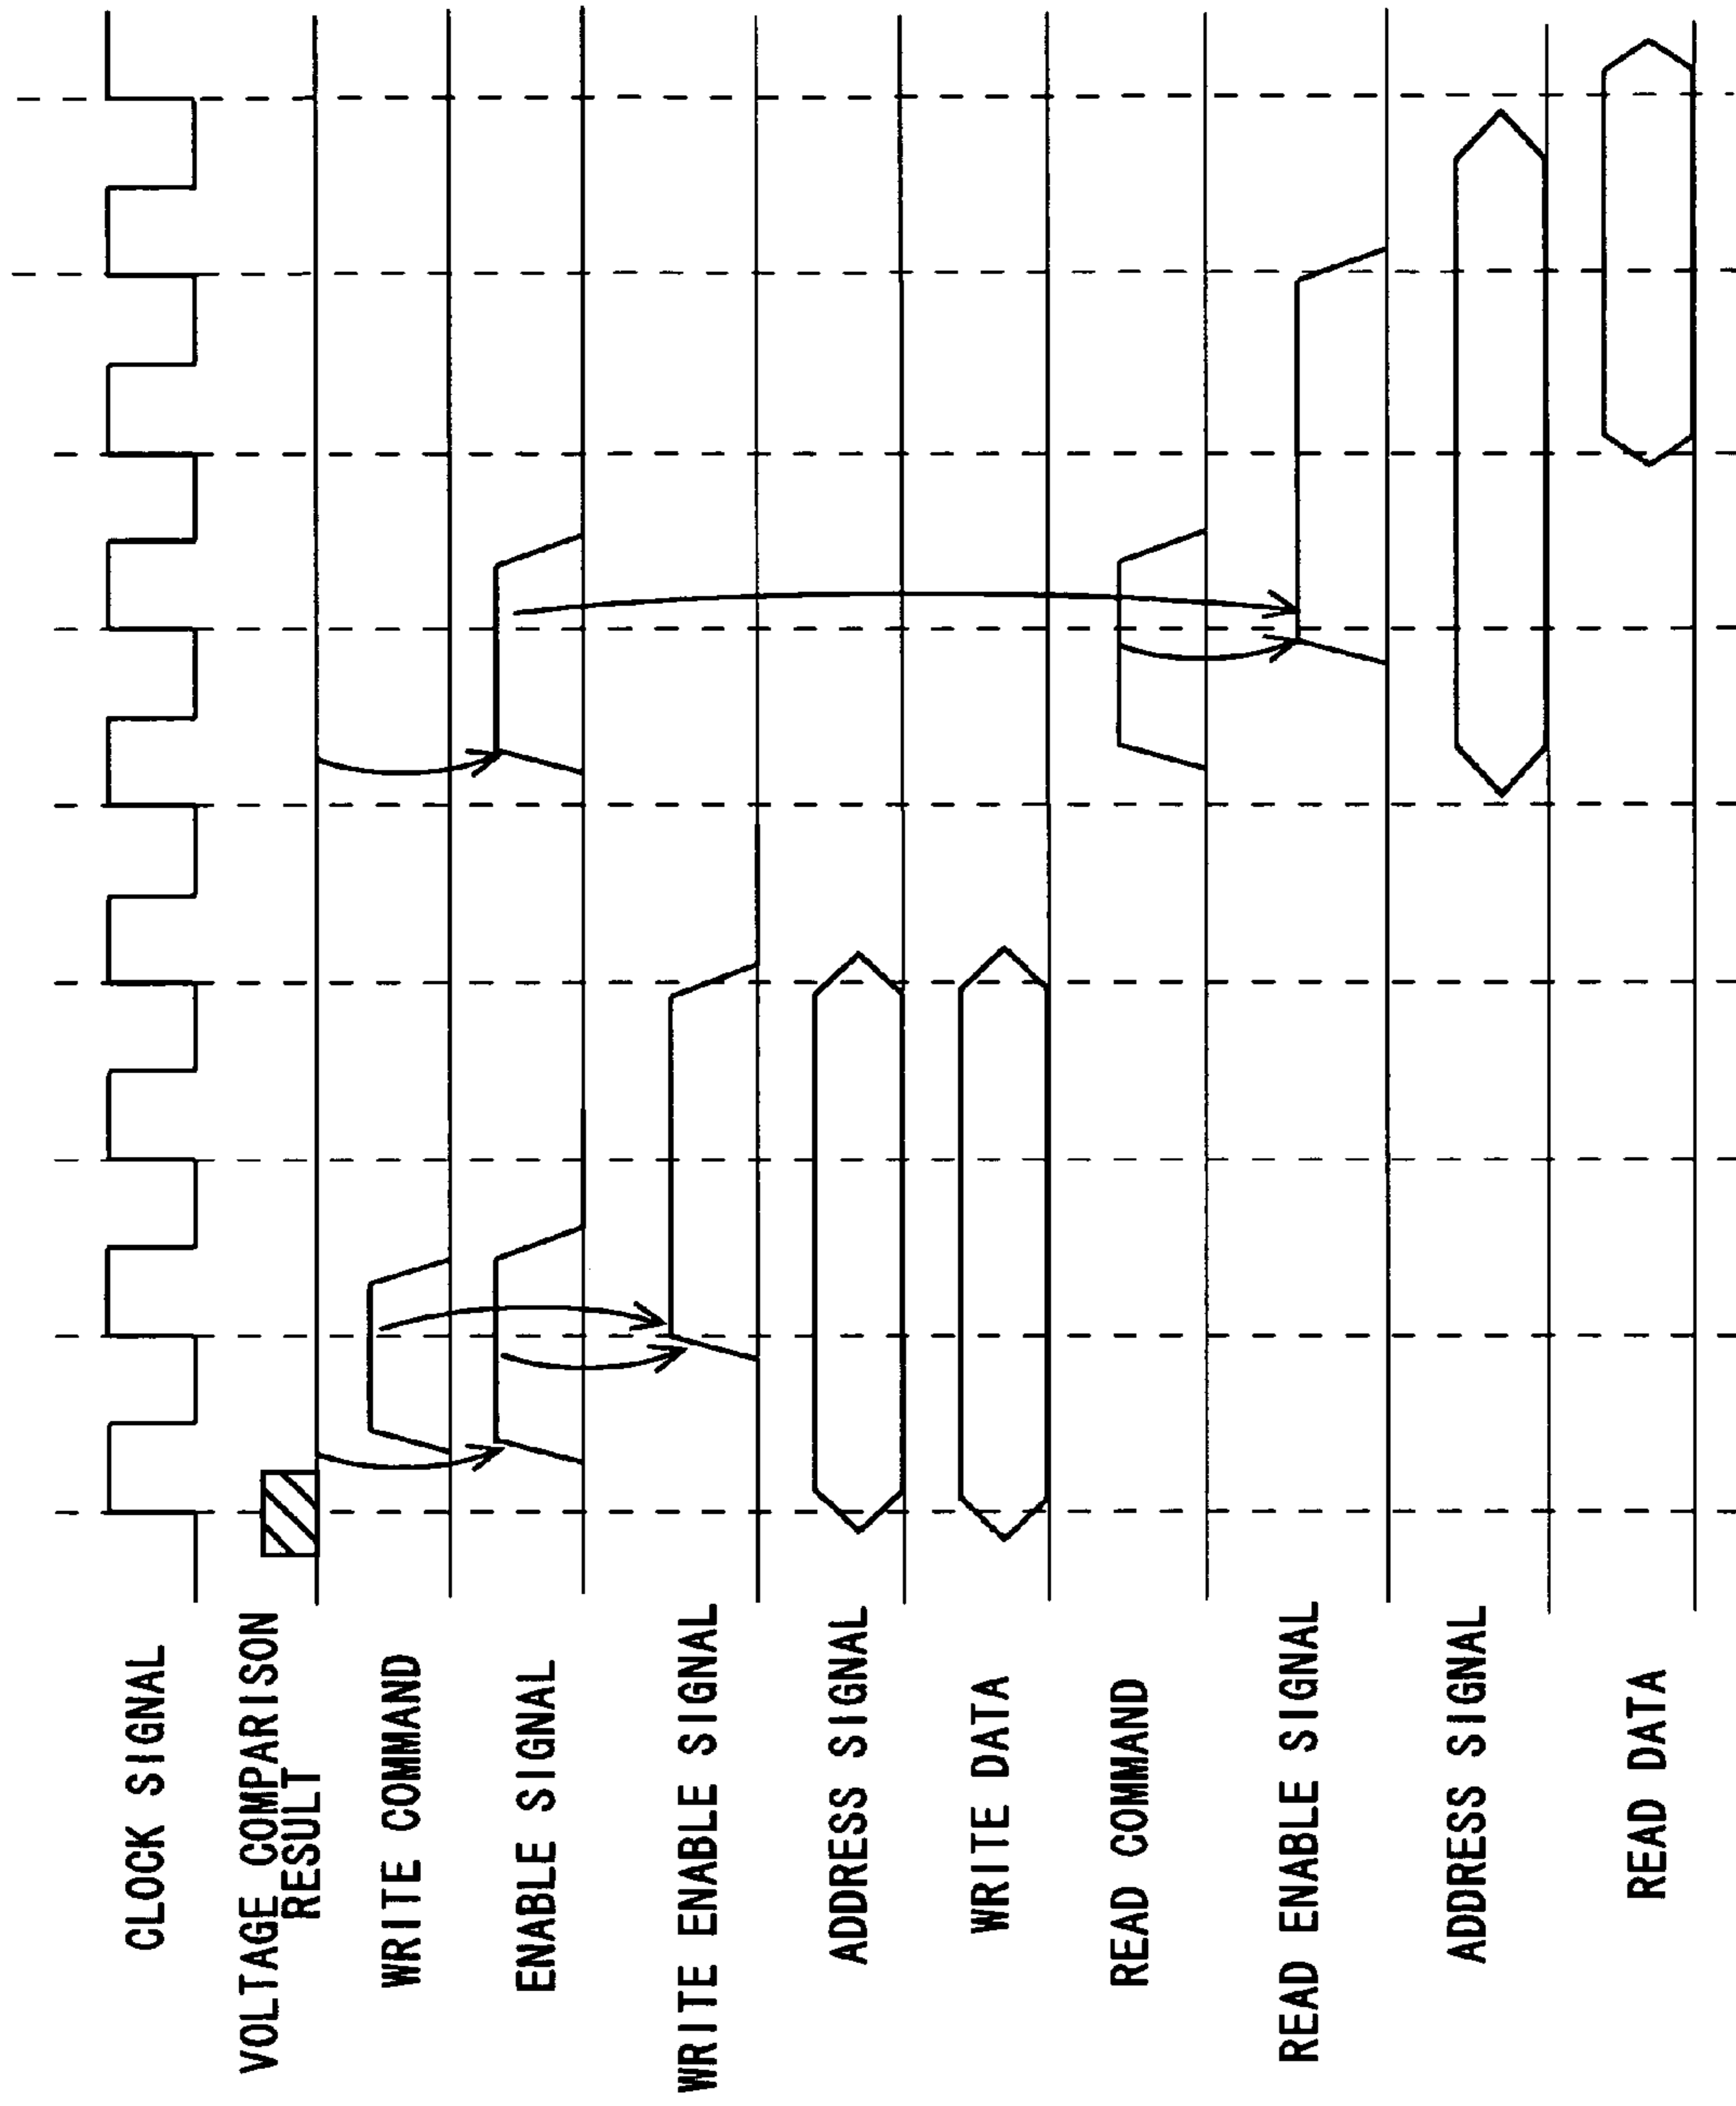 CLOCK SIGNAL
VOLTAGE COMPARISON
RESULT
WRITE COMMAND
ENABLE SIGNAL
WRITE ENABLE SIGNAL
ADDRESS SIGNAL
WRITE DATA
READ COMMAND
READ ENABLE SIGNAL
ADDRESS SIGNAL
READ DATA